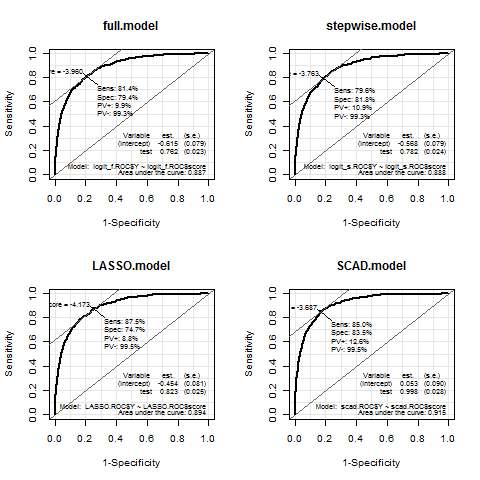 full.model
stepwise.model
1.0
0.8
0.6
0.4
0.2
0.0
Sensitivity
re = -3.960
Sens: 81.4%
Spec: 79.4%
PV+: 9.9%
PV-: 99.3%
Variable est. (s.e.)
(Intercept) -0.615 (0.079)
test 0.762 (0.023)
Model: logit_f.ROC$Y ~ logit_f.ROC$score
Area under the curve: 0.887
0.0 0.2 0.4 0.6 0.8 1.0
1-Specificity
1.0
0.8
0.6
0.4
0.2
0.0
Sensitivity
= -3.763
Sens: 79.6%
Spec: 81.8%
PV+: 10.9%
PV-: 99.3%
Variable est. (s.e.)
(Intercept) -0.568 (0.079)
test 0.782 (0.024)
Model: logit_s.ROC$Y ~ logit_s.ROC$score
Area under the curve: 0.888
0.0 0.2 0.4 0.6 0.8 1.0
1-Specificity
LASSO.model
SCAD.model
1.0
0.8
0.6
0.4
0.2
0.0
Sensitivity
core = -4.173
Sens: 87.5%
Spec: 74.7%
PV+: 8.8%
PV-: 99.5%
Variable est. (s.e.)
(Intercept) -0.454 (0.081)
test 0.823 (0.025)
Model: LASSO.ROC$Y ~ LASSO.ROC$score
Area under the curve: 0.894
0.0 0.2 0.4 0.6 0.8 1.0
1-Specificity
1.0
0.8
0.6
0.4
0.2
0.0
Sensitivity
= -3.687
Sens: 85.0%
Spec: 83.5%
PV+: 12.6%
PV-: 99.5%
Variable est. (s.e.)
(Intercept) 0.053 (0.090)
test 0.998 (0.028)
Model: scad.ROC$Y ~ scad.ROC$score
Area under the curve: 0.915
0.0 0.2 0.4 0.6 0.8 1.0
1-Specificity